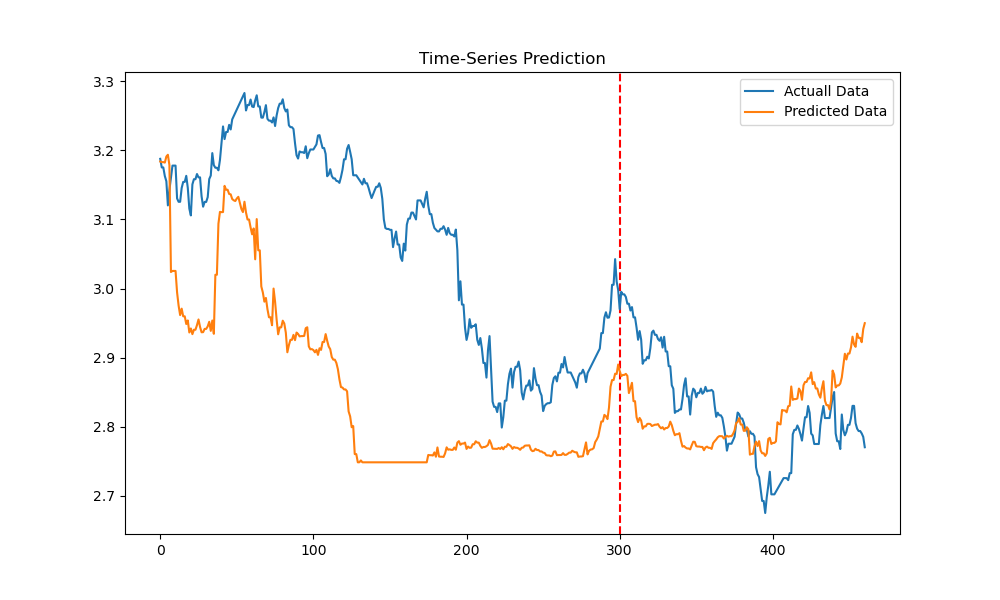 Time-Series Prediction
Actuall Data
Predicted Data
3.3
3.2
3.1
3.0
2.9
2.8
2.7
0 100 200 300 400